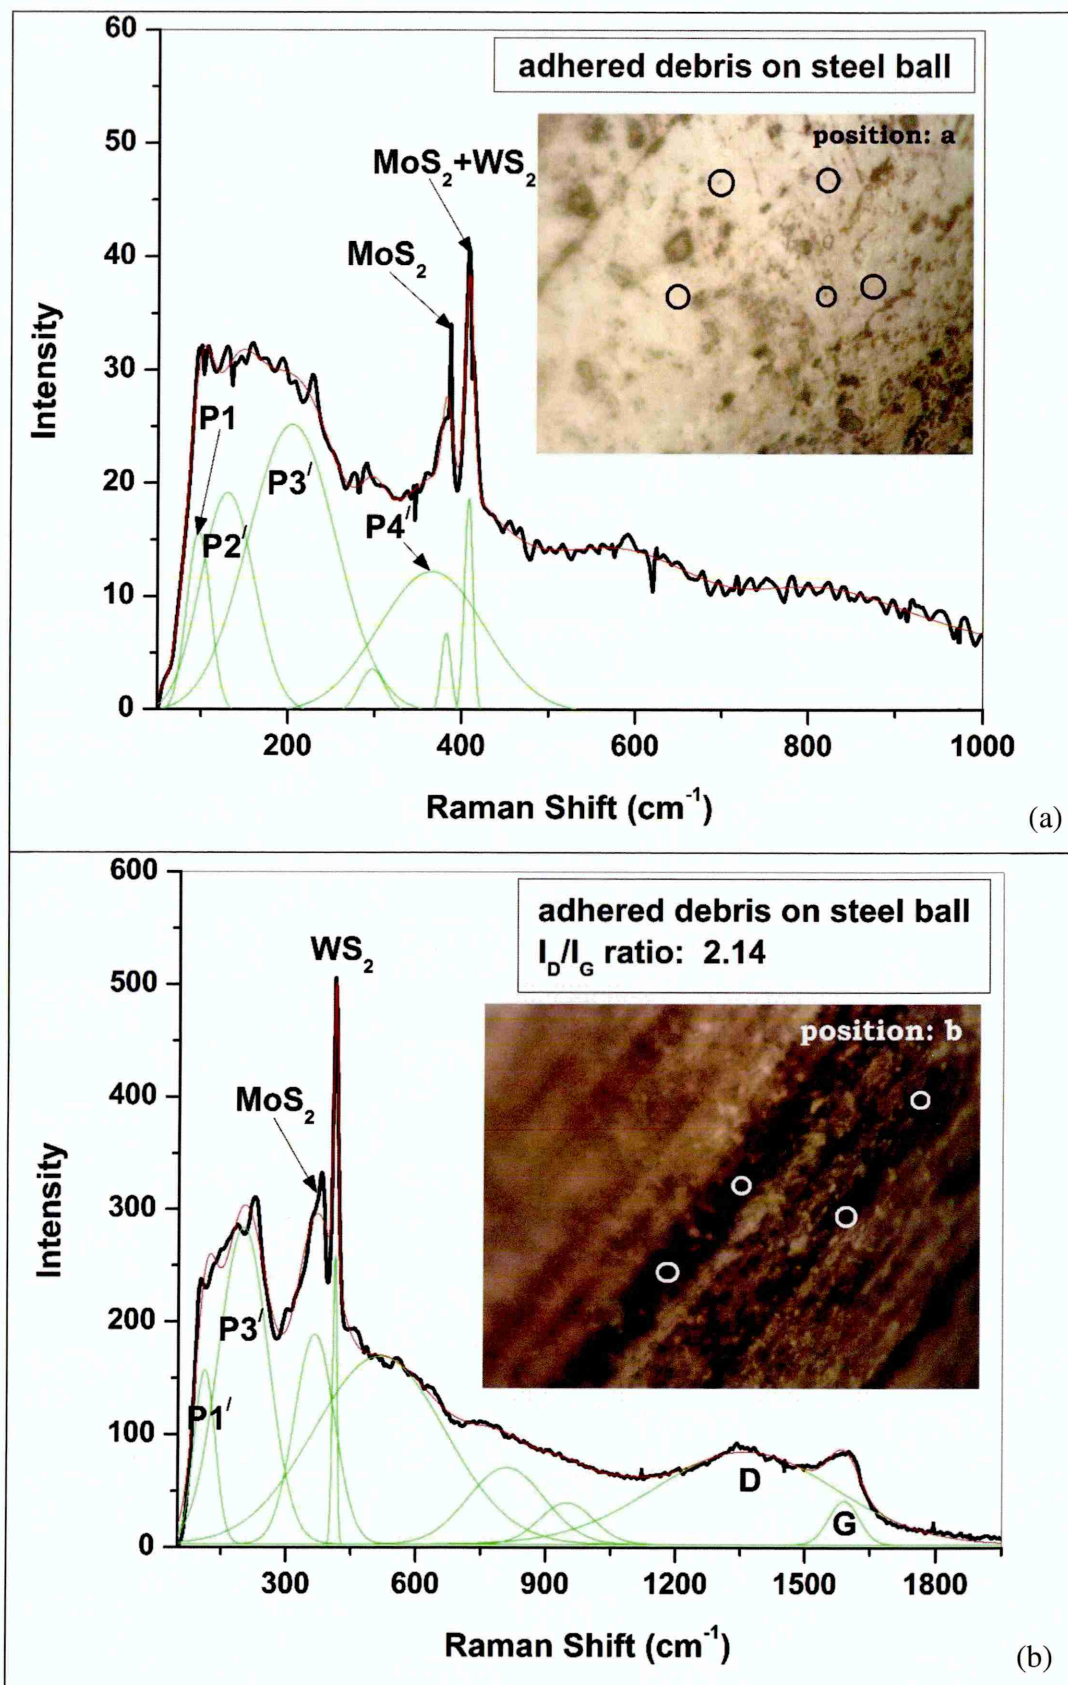 adhered debris on steel ball
position: a
MoS₂+WS₂
MoS₂
P1
P2/
P3/
P4/
60
50
40
30
20
10
0
Intensity
200
400
600
800
1000
Raman Shift (cm⁻¹)
(a)
adhered debris on steel ball
I_D/I_G ratio: 2.14
position: b
WS₂
MoS₂
P3/
P1/
D
G
600
500
400
300
200
100
0
Intensity
300
600
900
1200
1500
1800
Raman Shift (cm⁻¹)
(b)